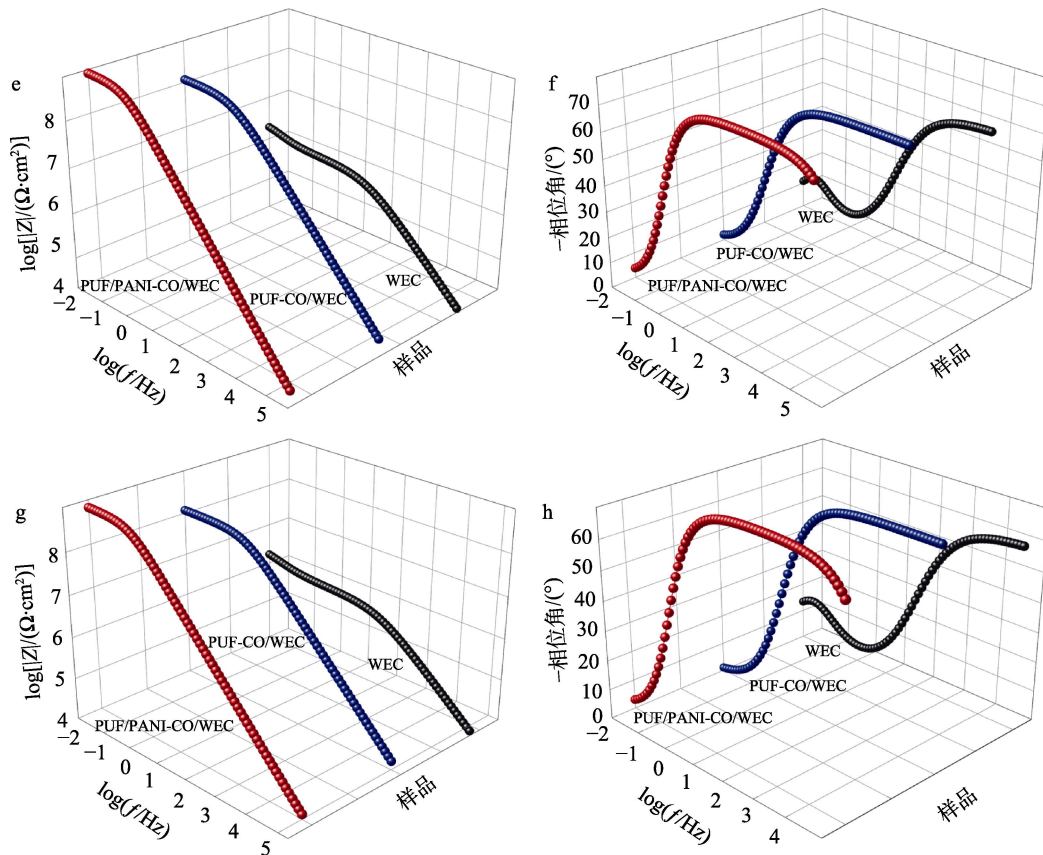 e
log[|Z|/(Ω·cm²)]
8
7
6
5
4
−2
−1
0
1
2
3
4
5
log(f/Hz)
样品
PUF/PANI-CO/WEC
PUF-CO/WEC
WEC
f
−相位角/(°)
70
60
50
40
30
20
10
0
−2
−1
0
1
2
3
4
5
log(f/Hz)
样品
WEC
PUF-CO/WEC
PUF/PANI-CO/WEC
g
log[|Z|/(Ω·cm²)]
8
7
6
5
4
−2
−1
0
1
2
3
4
5
log(f/Hz)
样品
PUF-CO/WEC
WEC
PUF/PANI-CO/WEC
h
−相位角/(°)
60
50
40
30
20
10
0
−2
−1
0
1
2
3
4
log(f/Hz)
样品
WEC
PUF-CO/WEC
PUF/PANI-CO/WEC